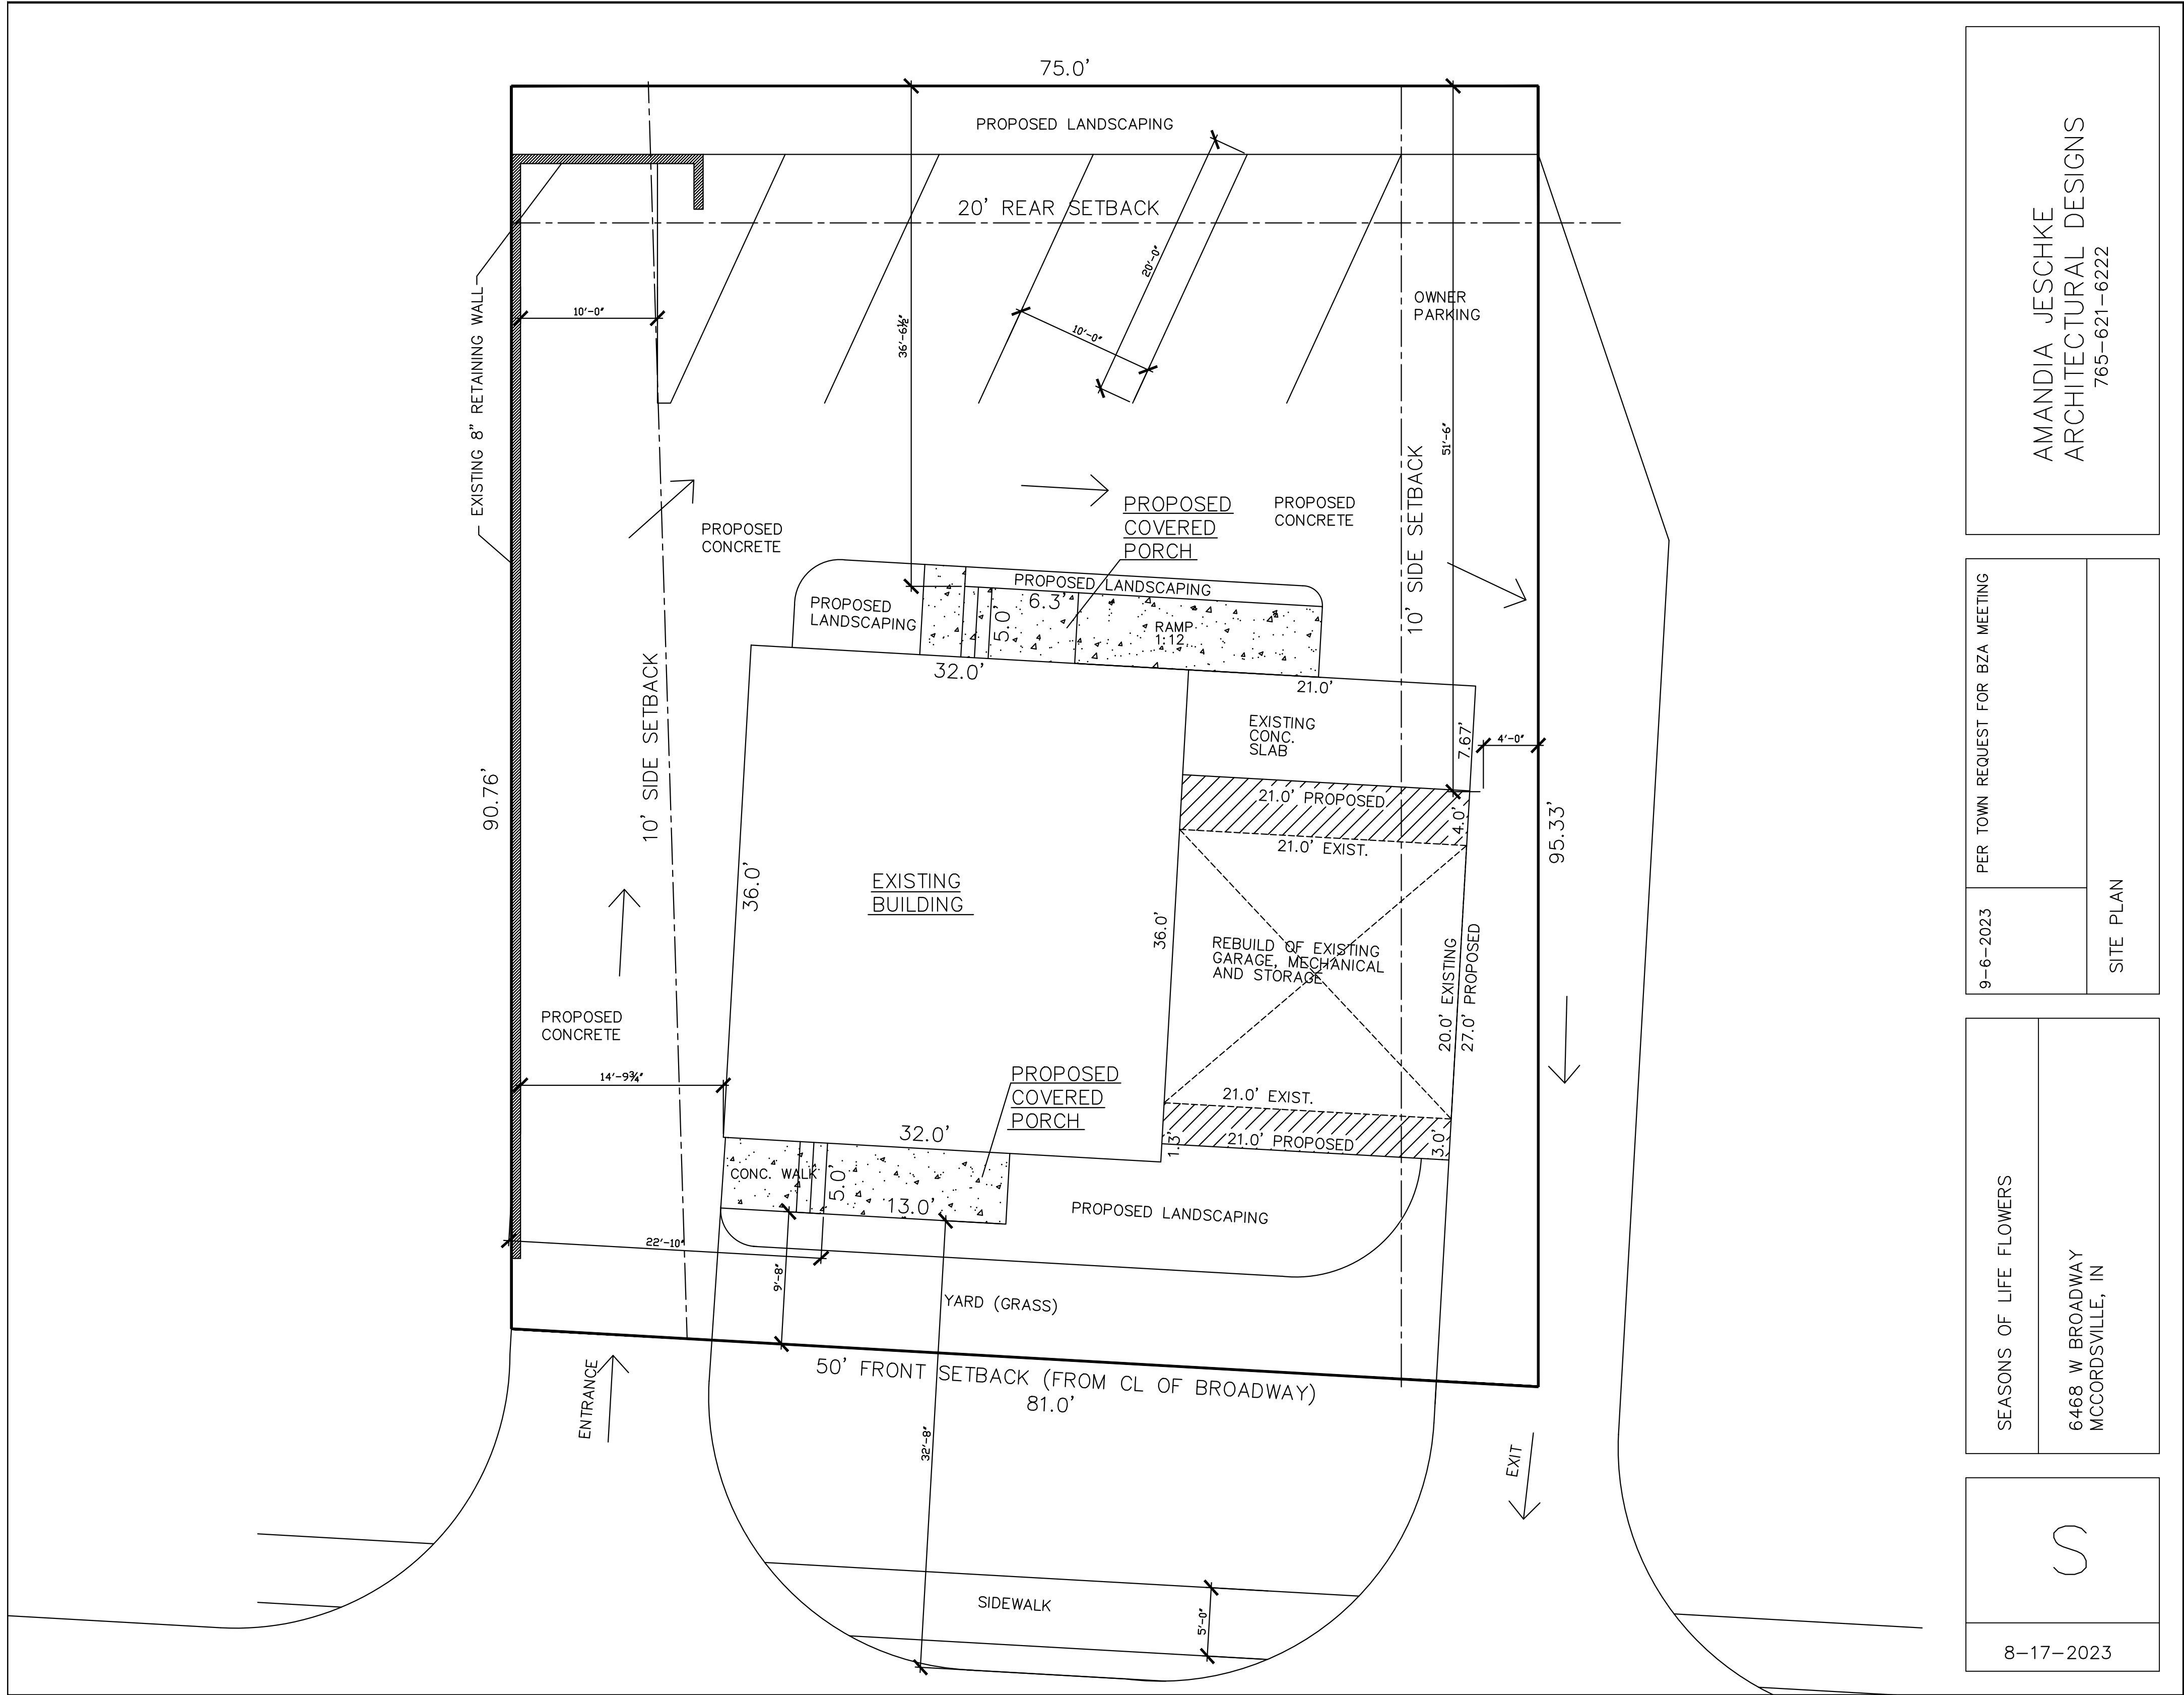 75.0'
PROPOSED LANDSCAPING
20' REAR SETBACK
EXISTING 8" RETAINING WALL
10'-0"
36'-6½"
20'-0"
10'-0"
OWNER
PARKING
51'-6"
10' SIDE SETBACK
PROPOSED
CONCRETE
PROPOSED
COVERED
PORCH
PROPOSED
CONCRETE
PROPOSED LANDSCAPING
PROPOSED
LANDSCAPING
6.3'
5.0'
RAMP
1:12
32.0'
21.0'
10' SIDE SETBACK
EXISTING
CONC.
SLAB
7.67'
4'-0"
90.76'
95.33'
21.0' PROPOSED
4.0'
21.0' EXIST.
36.0'
EXISTING
BUILDING
36.0'
REBUILD OF EXISTING
GARAGE, MECHANICAL
AND STORAGE
20.0' EXISTING
27.0' PROPOSED
PROPOSED
CONCRETE
14'-9¾"
PROPOSED
COVERED
PORCH
21.0' EXIST.
21.0' PROPOSED
1.3'
3.0'
32.0'
CONC. WALK
5.0'
13.0'
PROPOSED LANDSCAPING
22'-10"
9'-8"
YARD (GRASS)
50' FRONT SETBACK (FROM CL OF BROADWAY)
81.0'
ENTRANCE
EXIT
32'-8"
SIDEWALK
5'-0"
AMANDIA JESCHKE
ARCHITECTURAL DESIGNS
765-621-6222
9-6-2023
PER TOWN REQUEST FOR BZA MEETING
SITE PLAN
SEASONS OF LIFE FLOWERS
6468 W BROADWAY
MCCORDSVILLE, IN
S
8-17-2023